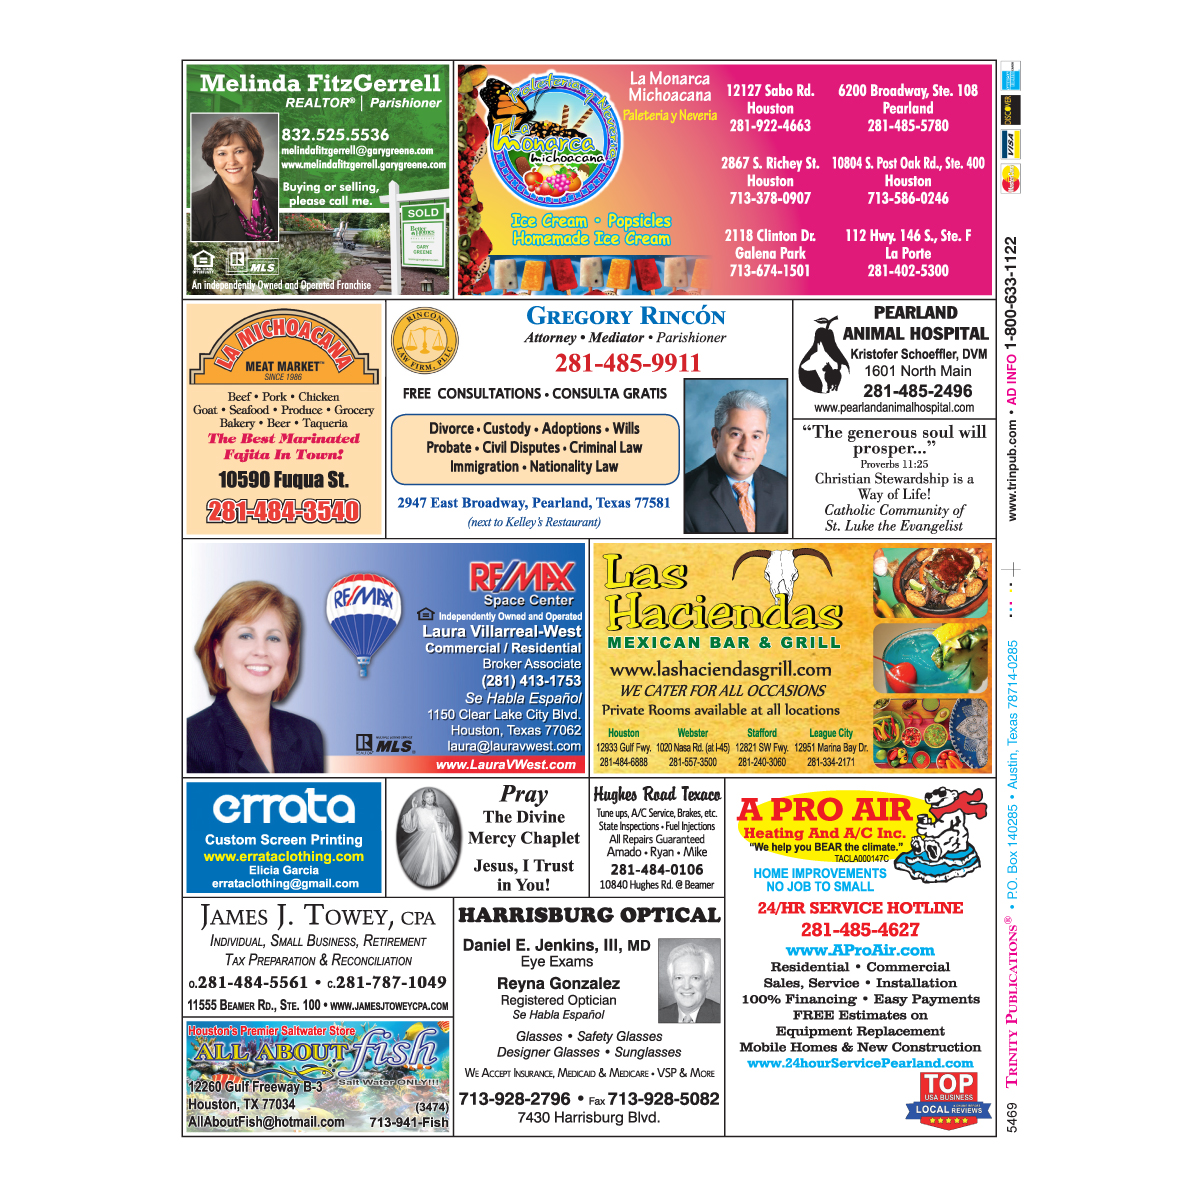 Melinda FitzGerrell
REALTOR® | Parishioner
832.525.5536
melindafitzgerrell@garygreene.com
www.melindafitzgerrell.garygreene.com
Buying or selling,
please call me.
SOLD
Better
Homes
GARY
GREENE
MLS
An independently Owned and Operated Franchise
Paleteria y Neveria
La
Monarca
michoacana
Ice Cream • Popsicles
Homemade Ice Cream
La Monarca
Michoacana
Paleteria y Neveria
12127 Sabo Rd.
Houston
281-922-4663
6200 Broadway, Ste. 108
Pearland
281-485-5780
2867 S. Richey St.
Houston
713-378-0907
10804 S. Post Oak Rd., Ste. 400
Houston
713-586-0246
2118 Clinton Dr.
Galena Park
713-674-1501
112 Hwy. 146 S., Ste. F
La Porte
281-402-5300
LA MICHOACANA
MEAT MARKET™
SINCE 1986
Beef • Pork • Chicken
Goat • Seafood • Produce • Grocery
Bakery • Beer • Taqueria
The Best Marinated
Fajita In Town!
10590 Fuqua St.
281-484-3540
RINCÓN
LAW FIRM, PLLC
GREGORY RINCÓN
Attorney • Mediator • Parishioner
281-485-9911
FREE CONSULTATIONS • CONSULTA GRATIS
Divorce • Custody • Adoptions • Wills
Probate • Civil Disputes • Criminal Law
Immigration • Nationality Law
2947 East Broadway, Pearland, Texas 77581
(next to Kelley's Restaurant)
PEARLAND
ANIMAL HOSPITAL
Kristofer Schoeffler, DVM
1601 North Main
281-485-2496
www.pearlandanimalhospital.com
"The generous soul will
prosper..."
Proverbs 11:25
Christian Stewardship is a
Way of Life!
Catholic Community of
St. Luke the Evangelist
RE/MAX
RE/MAX
Space Center
Independently Owned and Operated
Laura Villarreal-West
Commercial / Residential
Broker Associate
(281) 413-1753
Se Habla Español
1150 Clear Lake City Blvd.
Houston, Texas 77062
laura@lauravwest.com
MLS
www.LauraVWest.com
Las
Haciendas
MEXICAN BAR & GRILL
www.lashaciendasgrill.com
WE CATER FOR ALL OCCASIONS
Private Rooms available at all locations
Houston
12933 Gulf Fwy.
281-484-6888
Webster
1020 Nasa Rd. (at I-45)
281-557-3500
Stafford
12821 SW Fwy.
281-240-3060
League City
12951 Marina Bay Dr.
281-334-2171
errata
Custom Screen Printing
www.errataclothing.com
Elicia Garcia
errataclothing@gmail.com
Pray
The Divine
Mercy Chaplet
Jesus, I Trust
in You!
Hughes Road Texaco
Tune ups, A/C Service, Brakes, etc.
State Inspections • Fuel Injections
All Repairs Guaranteed
Amado • Ryan • Mike
281-484-0106
10840 Hughes Rd. @ Beamer
A PRO AIR
Heating And A/C Inc.
"We help you BEAR the climate."
TACLA000147C
HOME IMPROVEMENTS
NO JOB TO SMALL
24/HR SERVICE HOTLINE
281-485-4627
www.AProAir.com
Residential • Commercial
Sales, Service • Installation
100% Financing • Easy Payments
FREE Estimates on
Equipment Replacement
Mobile Homes & New Construction
www.24hourServicePearland.com
TOP
USA BUSINESS
LOCAL REVIEWS
JAMES J. TOWEY, CPA
INDIVIDUAL, SMALL BUSINESS, RETIREMENT
TAX PREPARATION & RECONCILIATION
O.281-484-5561 • C.281-787-1049
11555 BEAMER RD., STE. 100 • WWW.JAMESJTOWEYCPA.COM
Houston's Premier Saltwater Store
ALL ABOUT fish
Salt Water ONLY!!!
12260 Gulf Freeway B-3
Houston, TX 77034
(3474)
AllAboutFish@hotmail.com
713-941-Fish
HARRISBURG OPTICAL
Daniel E. Jenkins, III, MD
Eye Exams
Reyna Gonzalez
Registered Optician
Se Habla Español
Glasses • Safety Glasses
Designer Glasses • Sunglasses
WE ACCEPT INSURANCE, MEDICAID & MEDICARE • VSP & MORE
713-928-2796 • FAX 713-928-5082
7430 Harrisburg Blvd.
DISCOVER
VISA
MasterCard
5469 TRINITY PUBLICATIONS® • P.O. Box 140285 • Austin, Texas 78714-0285
www.trinpub.com • AD INFO 1-800-633-1122